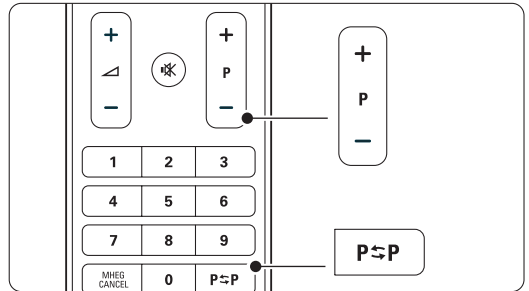 + + +
P P
− − −
1 2 3
4 5 6
7 8 9
MHEG
CANCEL 0 P⇆P P⇆P